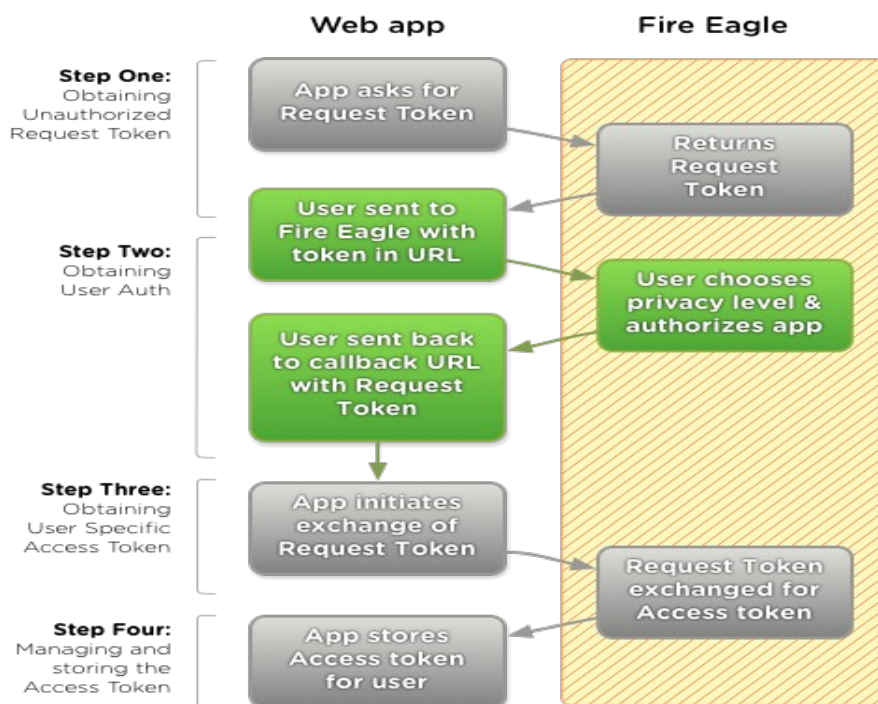 Web app
Fire Eagle
Step One:
Obtaining
Unauthorized
Request Token
App asks for
Request Token
Returns
Request
Token
User sent to
Fire Eagle with
token in URL
Step Two:
Obtaining
User Auth
User chooses
privacy level &
authorizes app
User sent back
to callback URL
with Request
Token
Step Three:
Obtaining
User Specific
Access Token
App initiates
exchange of
Request Token
Request Token
exchanged for
Access token
Step Four:
Managing and
storing the
Access Token
App stores
Access token
for user